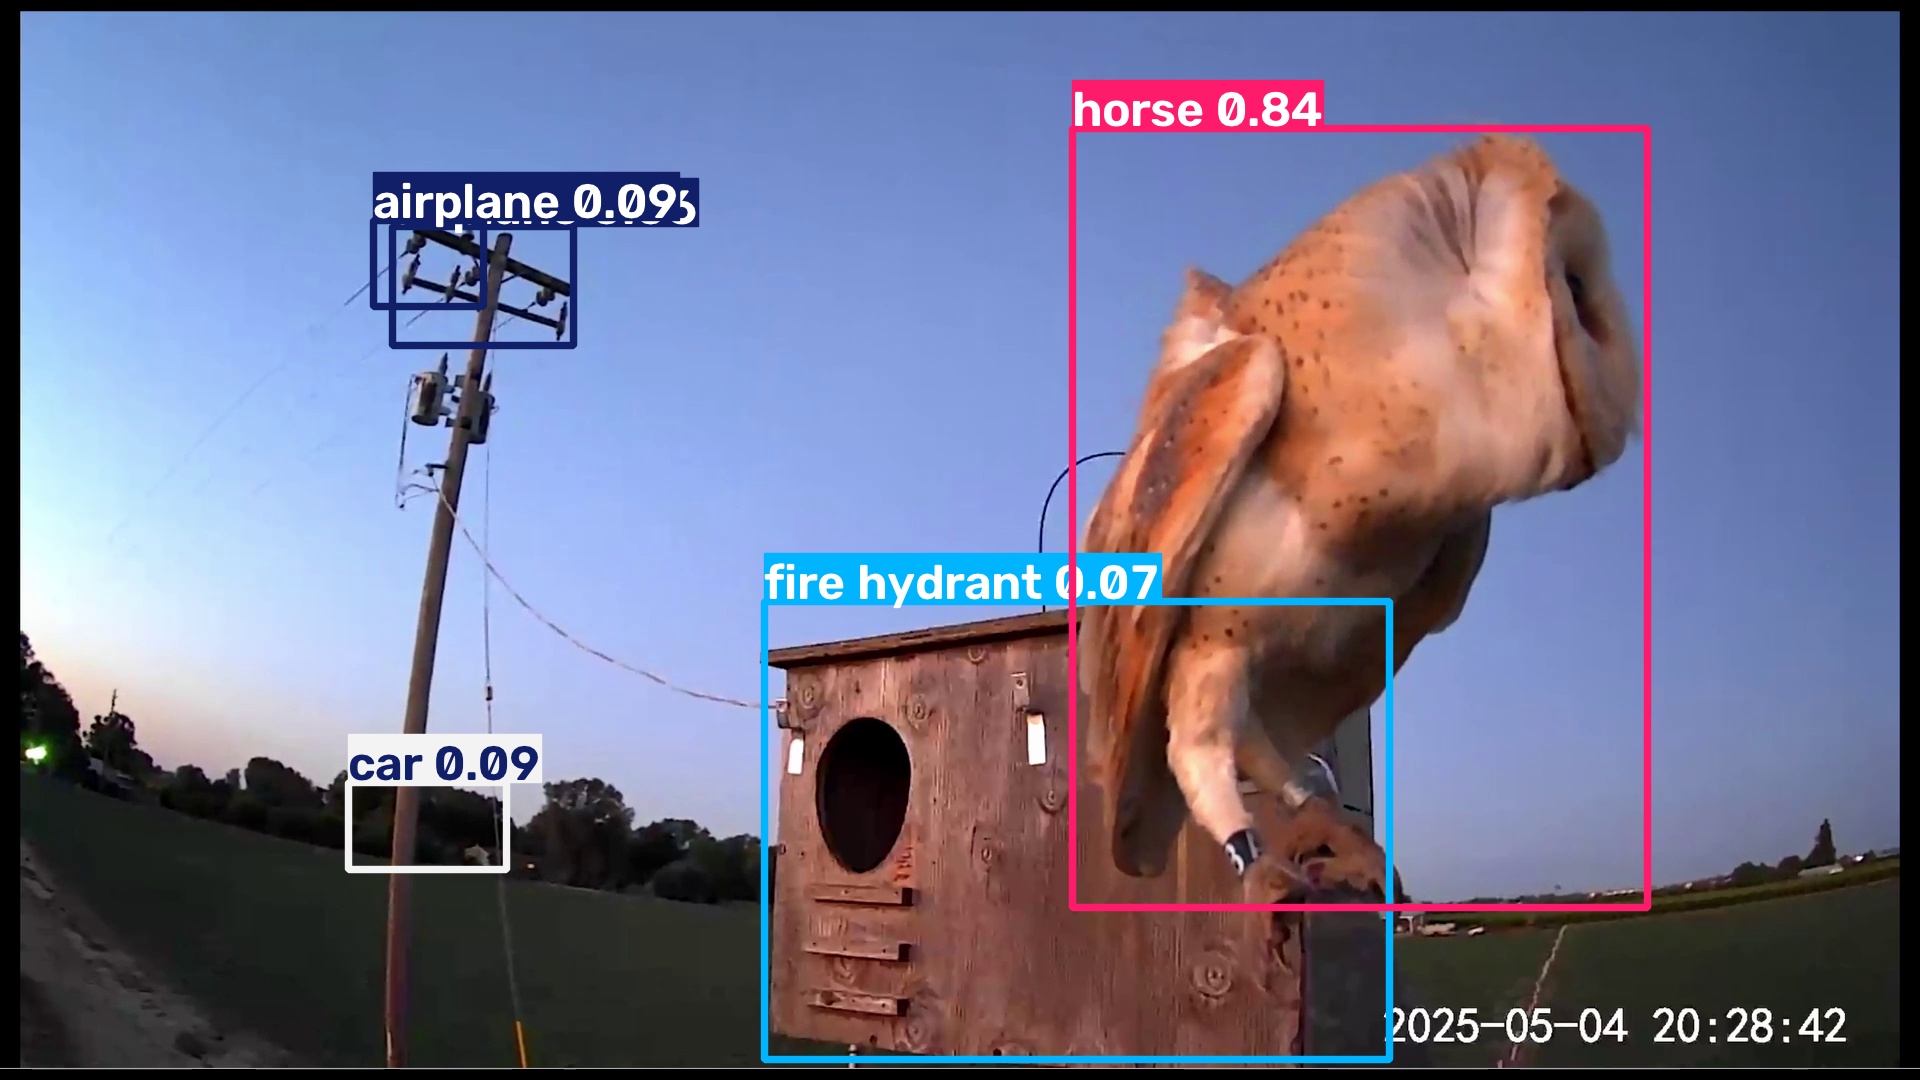 horse 0.84
airplane 0.09
fire hydrant 0.07
car 0.09
2025-05-04 20:28:42